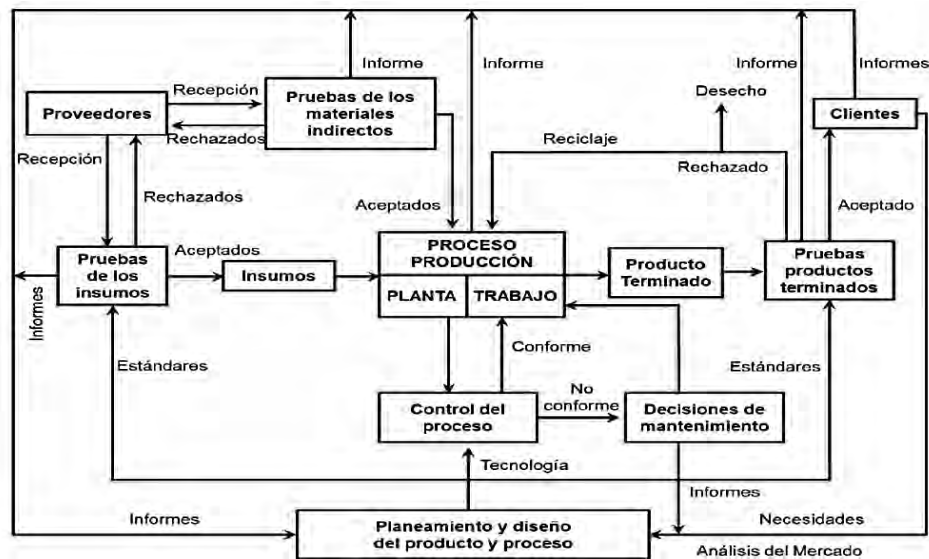 Informe
Informe
Informe
Informes
Desecho
Proveedores
Recepción
Pruebas de los
materiales
indirectos
Clientes
Rechazados
Recepción
Reciclaje
Rechazado
Rechazados
Aceptados
Aceptado
Pruebas
de los
insumos
Aceptados
Insumos
PROCESO
PRODUCCIÓN
PLANTA
TRABAJO
Producto
Terminado
Pruebas
productos
terminados
Informes
Estándares
Conforme
Estándares
Control del
proceso
No
conforme
Decisiones de
mantenimiento
Tecnología
Informes
Informes
Planeamiento y diseño
del producto y proceso
Necesidades
Análisis del Mercado